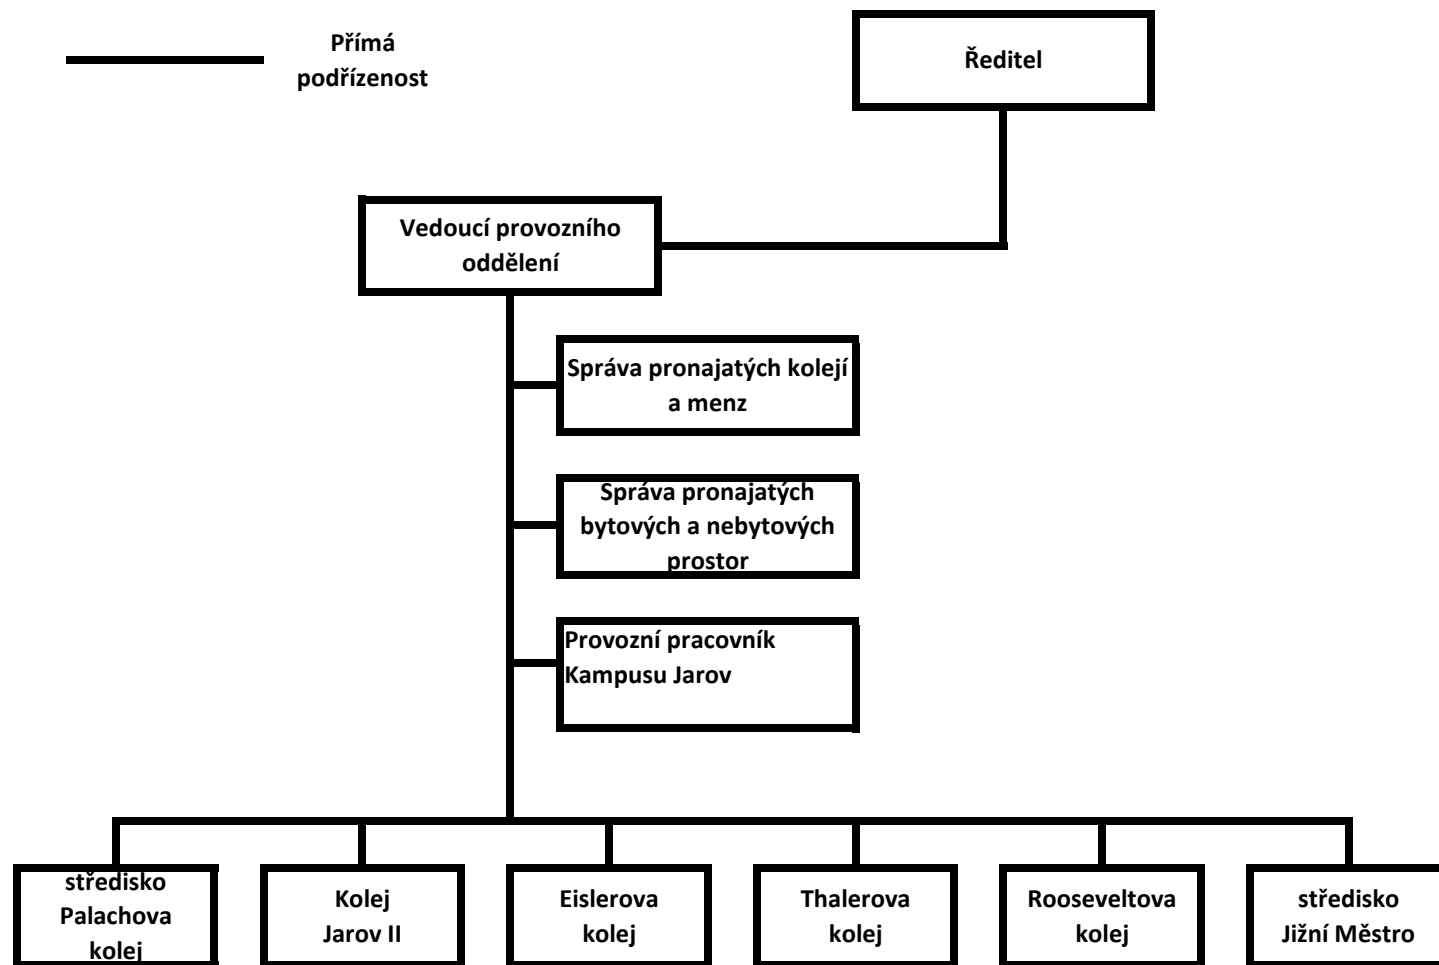 Přímá
podřízenost
Ředitel
Vedoucí provozního
oddělení
Správa pronajatých kolejí
a menz
Správa pronajatých
bytových a nebytových
prostor
Provozní pracovník
Kampusu Jarov
středisko
Palachova
kolej
Kolej
Jarov II
Eislerova
kolej
Thalerova
kolej
Rooseveltova
kolej
středisko
Jižní Městro